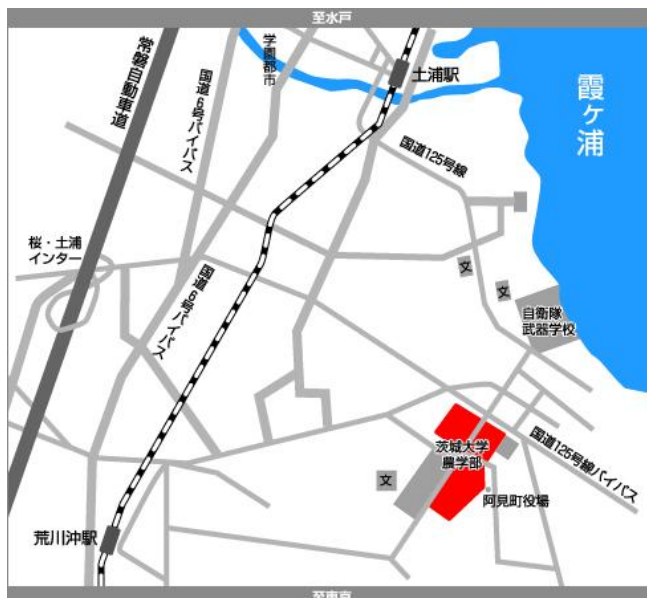 至水戸
常磐自動車道
国道6号バイパス
学園都市
土浦駅
霞ヶ浦
国道125号線
桜・土浦
インター
国道6号バイパス
文
文
自衛隊
武器学校
茨城大学
農学部
国道125号線バイパス
文
阿見町役場
荒川沖駅
至東京